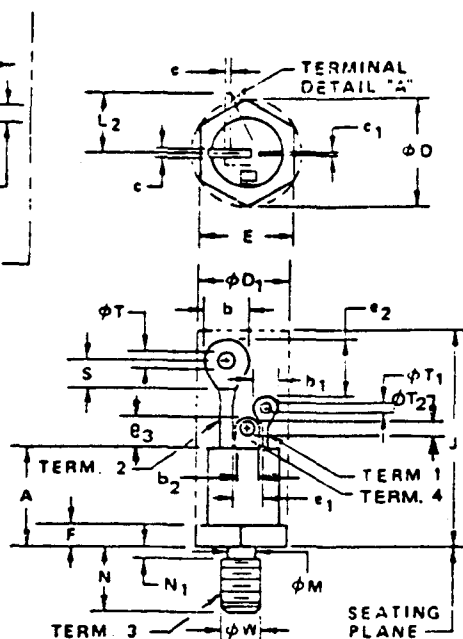 e
TERMINAL
DETAIL "A"
L2
c1
φD
c
E
φD1
φT
b
e2
S
b1
φT1
φT2
e3
J
TERM. 2
TERM 1
A
b2
TERM. 4
e1
F
N
N1
φM
SEATING
PLANE
TERM. 3
φW